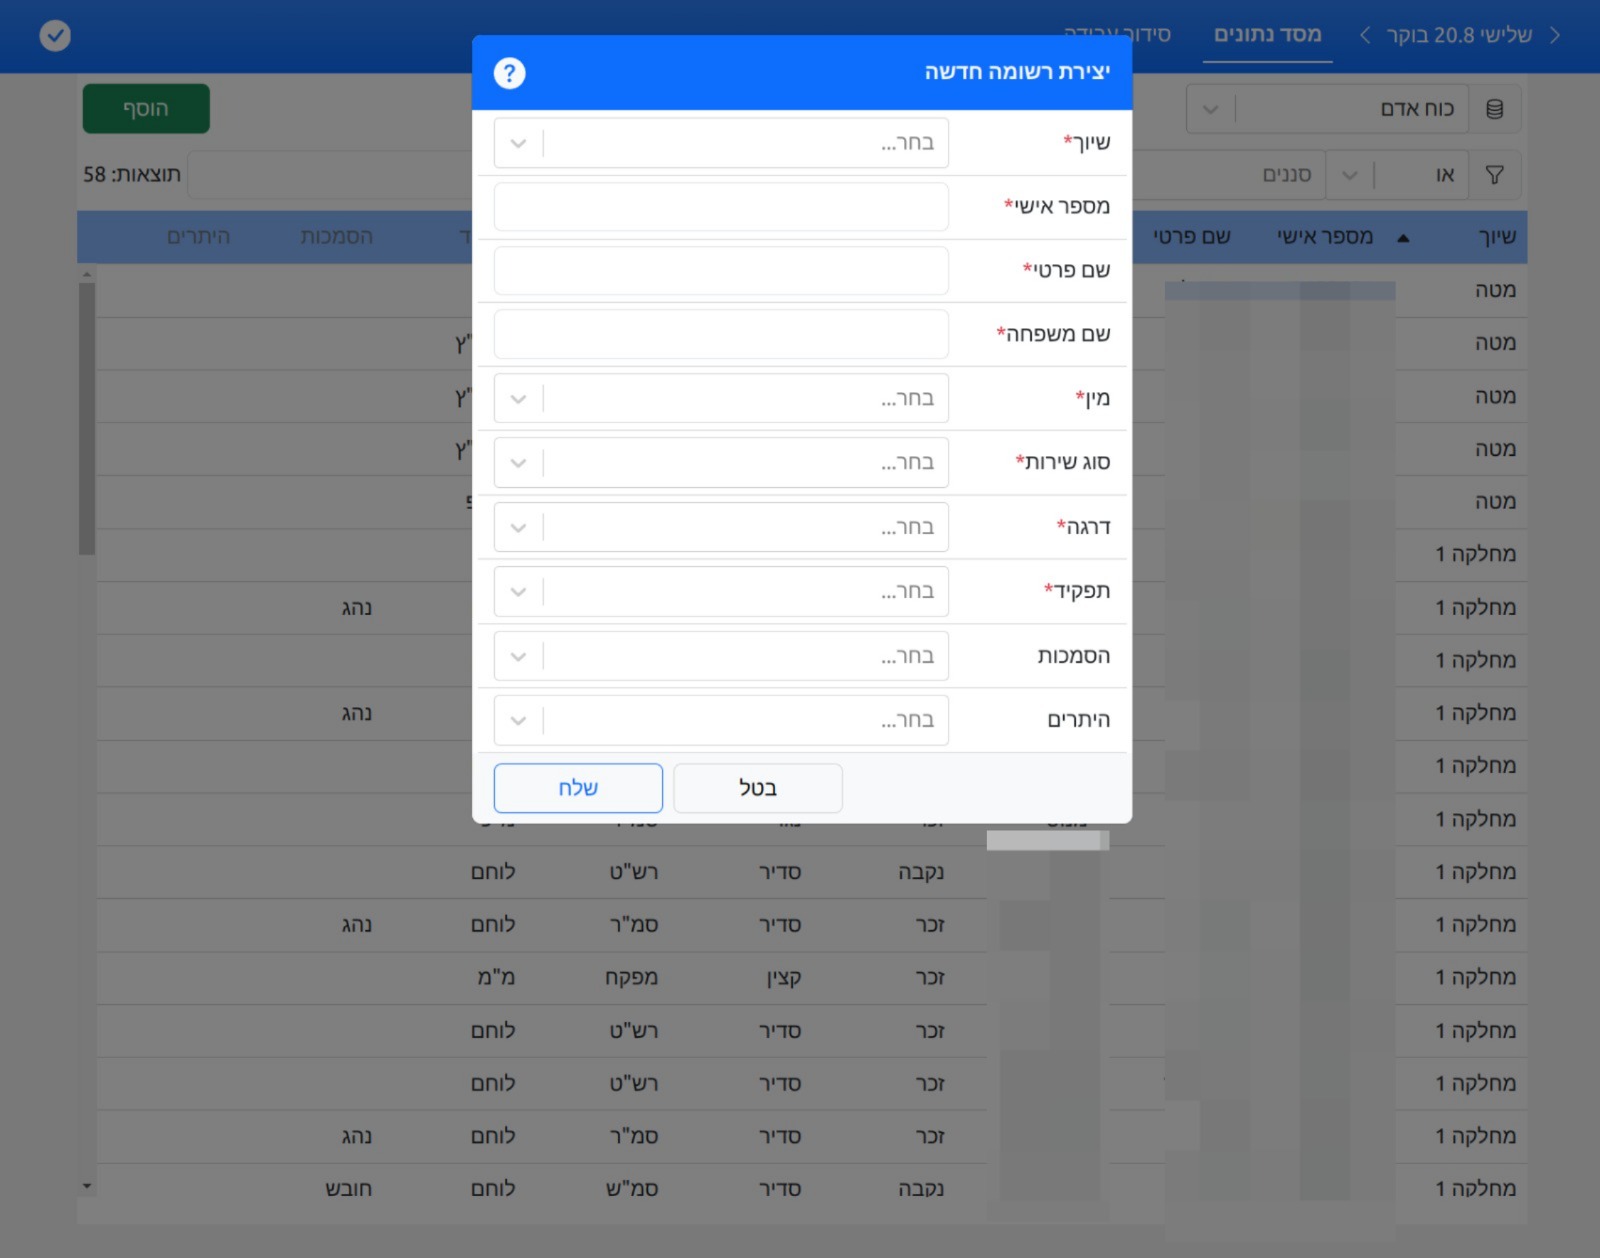 שלישי 20.8 בוקר
מסד נתונים
סידור עבודה
יצירת רשומה חדשה
?
כוח אדם
הוסף
או
סננים
תוצאות: 58
שיוך
מספר אישי
שם פרטי
הסמכות
היתרים
שיוך*
בחר...
מספר אישי*
שם פרטי*
שם משפחה*
מין*
בחר...
סוג שירות*
בחר...
דרגה*
בחר...
תפקיד*
בחר...
הסמכות
בחר...
היתרים
בחר...
בטל
שלח
מטה
מטה
מטה
מטה
מטה
מחלקה 1
מחלקה 1 נהג
מחלקה 1
מחלקה 1 נהג
מחלקה 1
מחלקה 1
מחלקה 1 נקבה סדיר רש"ט לוחם
מחלקה 1 זכר סדיר סמ"ר לוחם נהג
מחלקה 1 זכר קצין מפקח מ"מ
מחלקה 1 זכר סדיר רש"ט לוחם
מחלקה 1 זכר סדיר רש"ט לוחם
מחלקה 1 זכר סדיר סמ"ר לוחם נהג
מחלקה 1 נקבה סדיר סמ"ש לוחם חובש